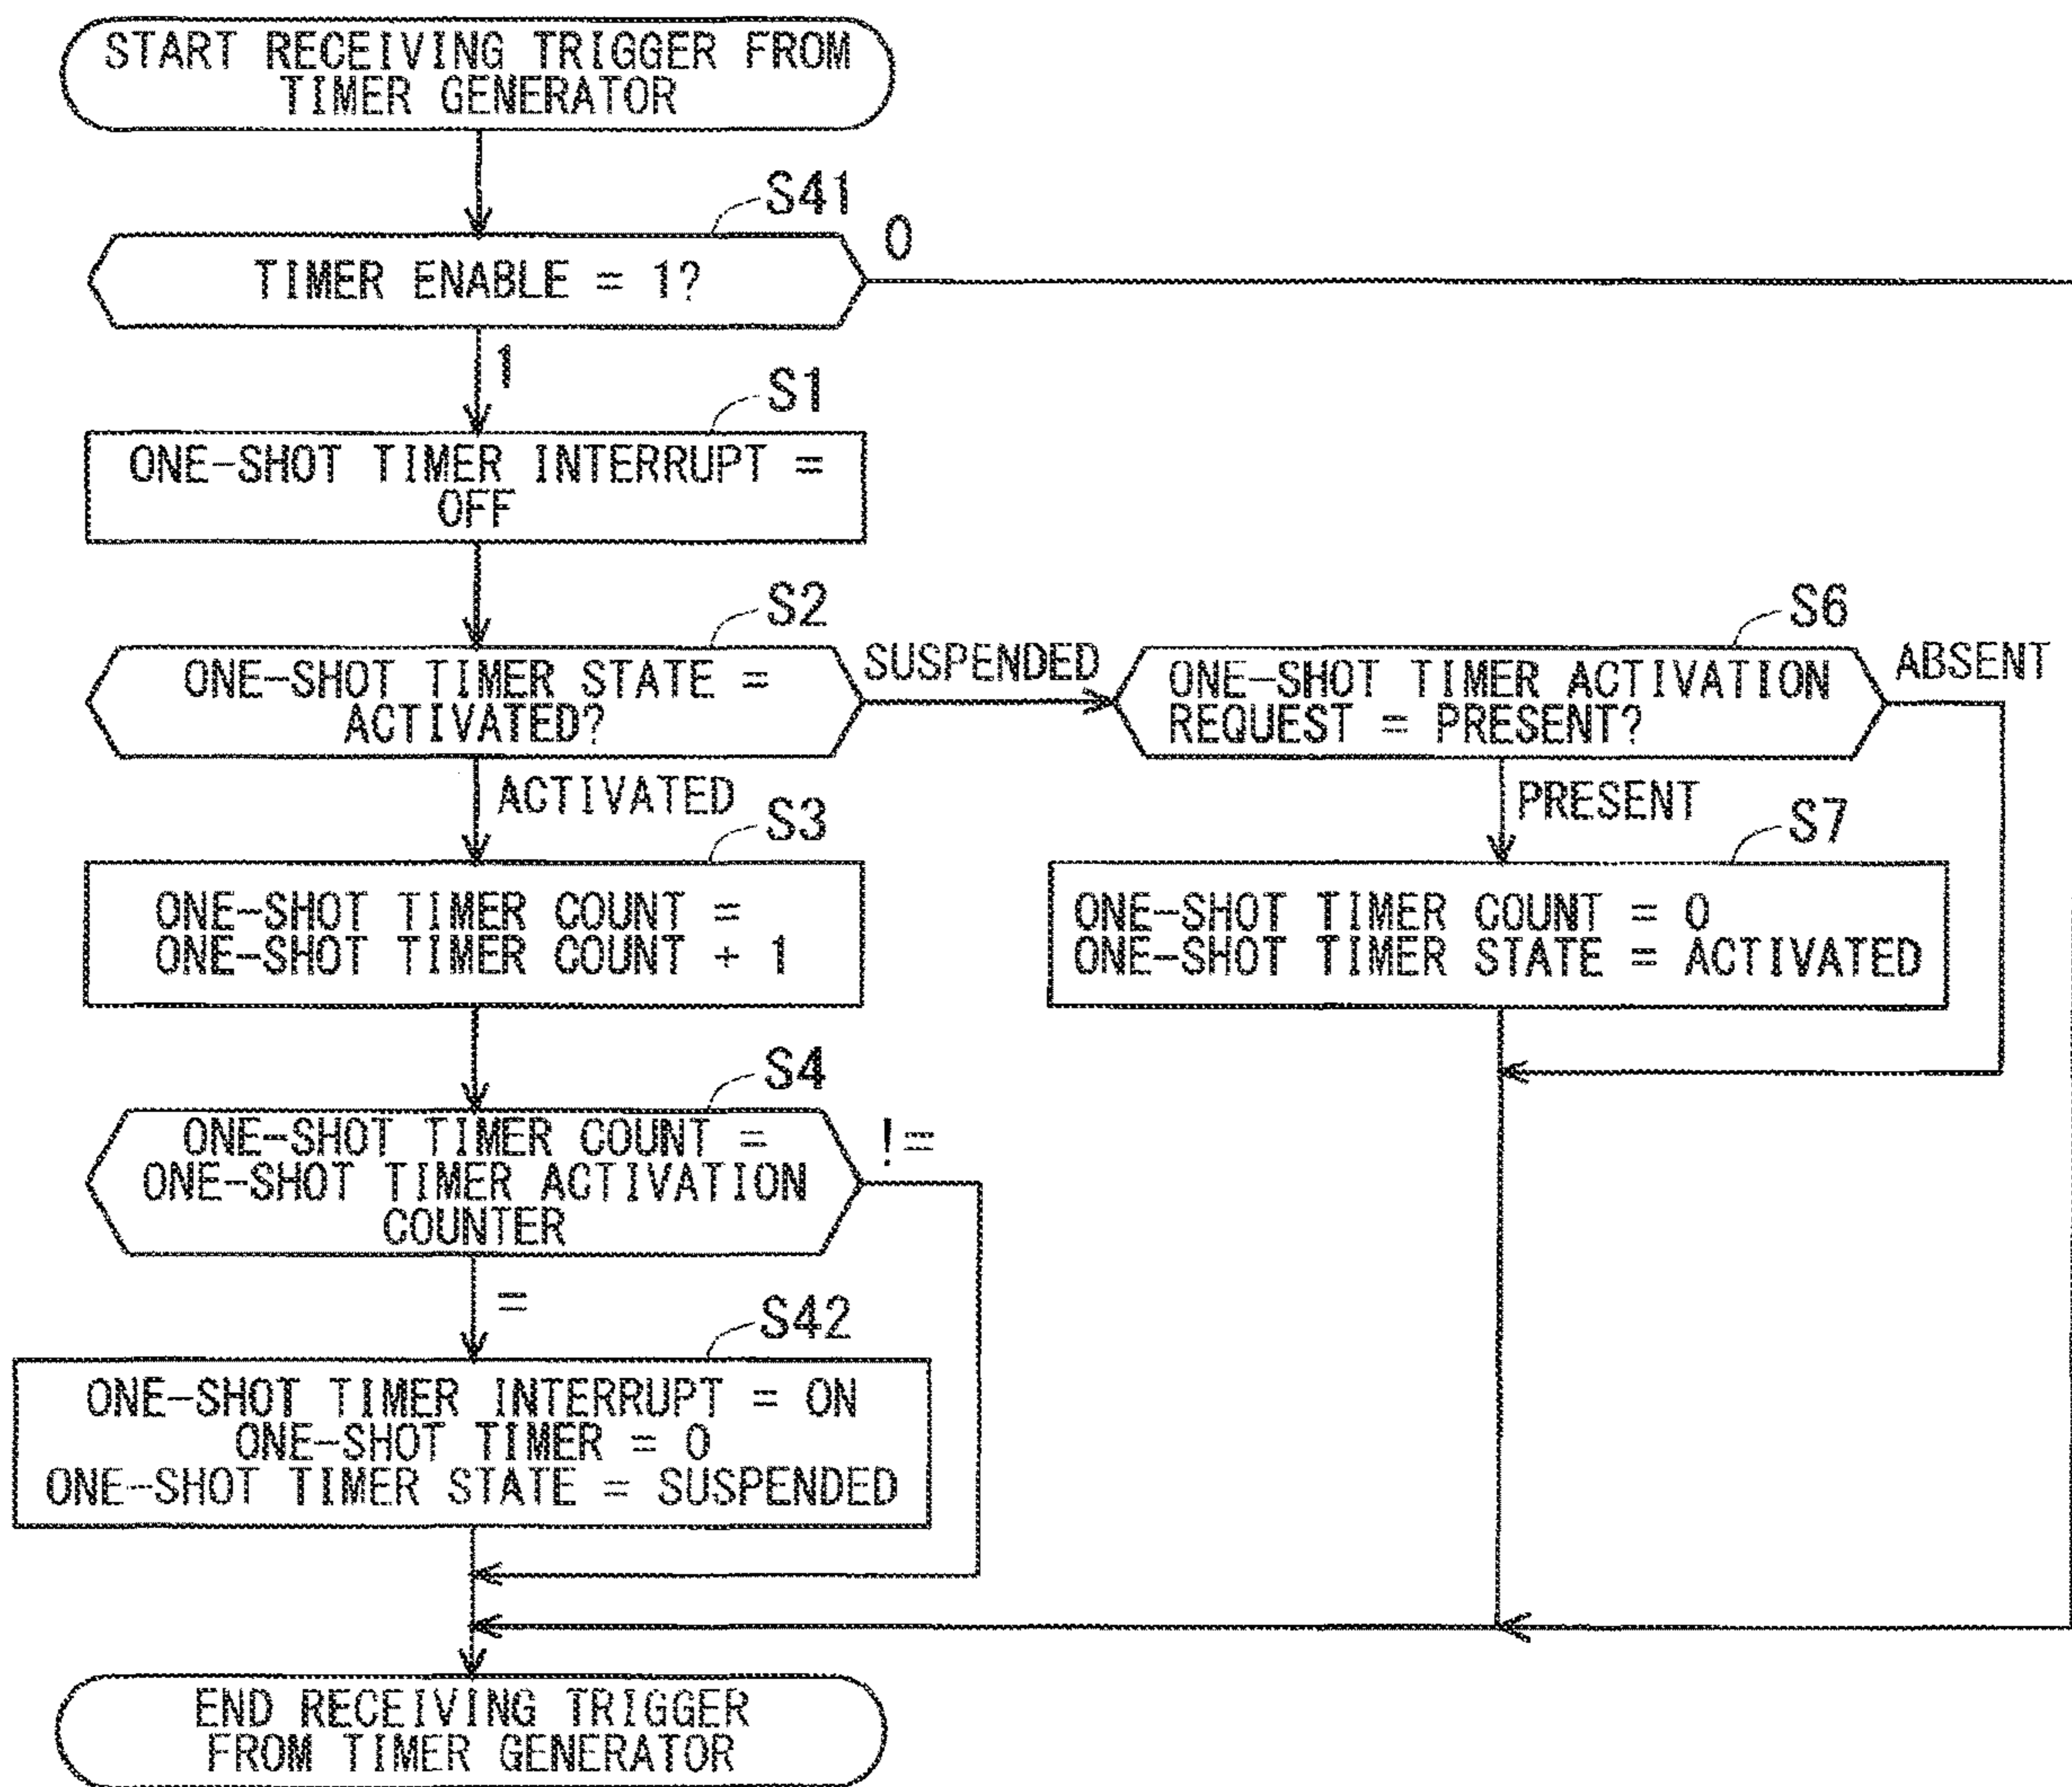 START RECEIVING TRIGGER FROM
TIMER GENERATOR
S41
0
TIMER ENABLE = 1?
1
S1
ONE-SHOT TIMER INTERRUPT =
OFF
S2
SUSPENDED
ONE-SHOT TIMER STATE =
ACTIVATED?
S6
ABSENT
ONE-SHOT TIMER ACTIVATION
REQUEST = PRESENT?
ACTIVATED
PRESENT
S3
ONE-SHOT TIMER COUNT =
ONE-SHOT TIMER COUNT + 1
S7
ONE-SHOT TIMER COUNT = 0
ONE-SHOT TIMER STATE = ACTIVATED
S4
ONE-SHOT TIMER COUNT =
ONE-SHOT TIMER ACTIVATION
COUNTER
!=
=
S42
ONE-SHOT TIMER INTERRUPT = ON
ONE-SHOT TIMER = 0
ONE-SHOT TIMER STATE = SUSPENDED
END RECEIVING TRIGGER
FROM TIMER GENERATOR